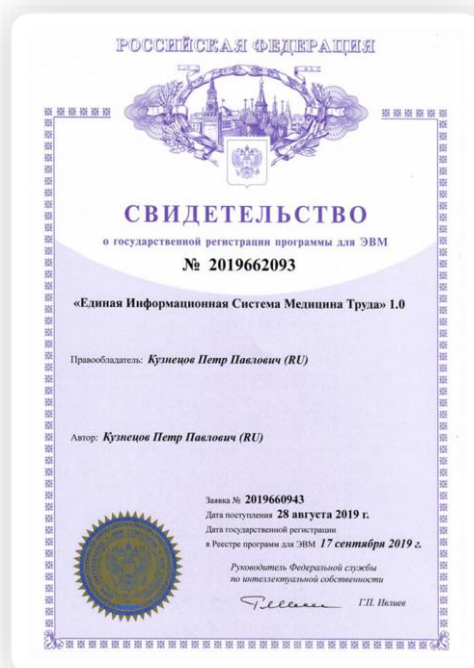 РОССИЙСКАЯ ФЕДЕРАЦИЯ
СВИДЕТЕЛЬСТВО
о государственной регистрации программы для ЭВМ
№ 2019662093
«Единая Информационная Система Медицина Труда» 1.0
Правообладатель: Кузнецов Петр Павлович (RU)
Автор: Кузнецов Петр Павлович (RU)
Заявка № 2019660943
Дата поступления 28 августа 2019 г.
Дата государственной регистрации
в Реестре программ для ЭВМ 17 сентября 2019 г.
Руководитель Федеральной службы
по интеллектуальной собственности
Г.П. Ивлиев